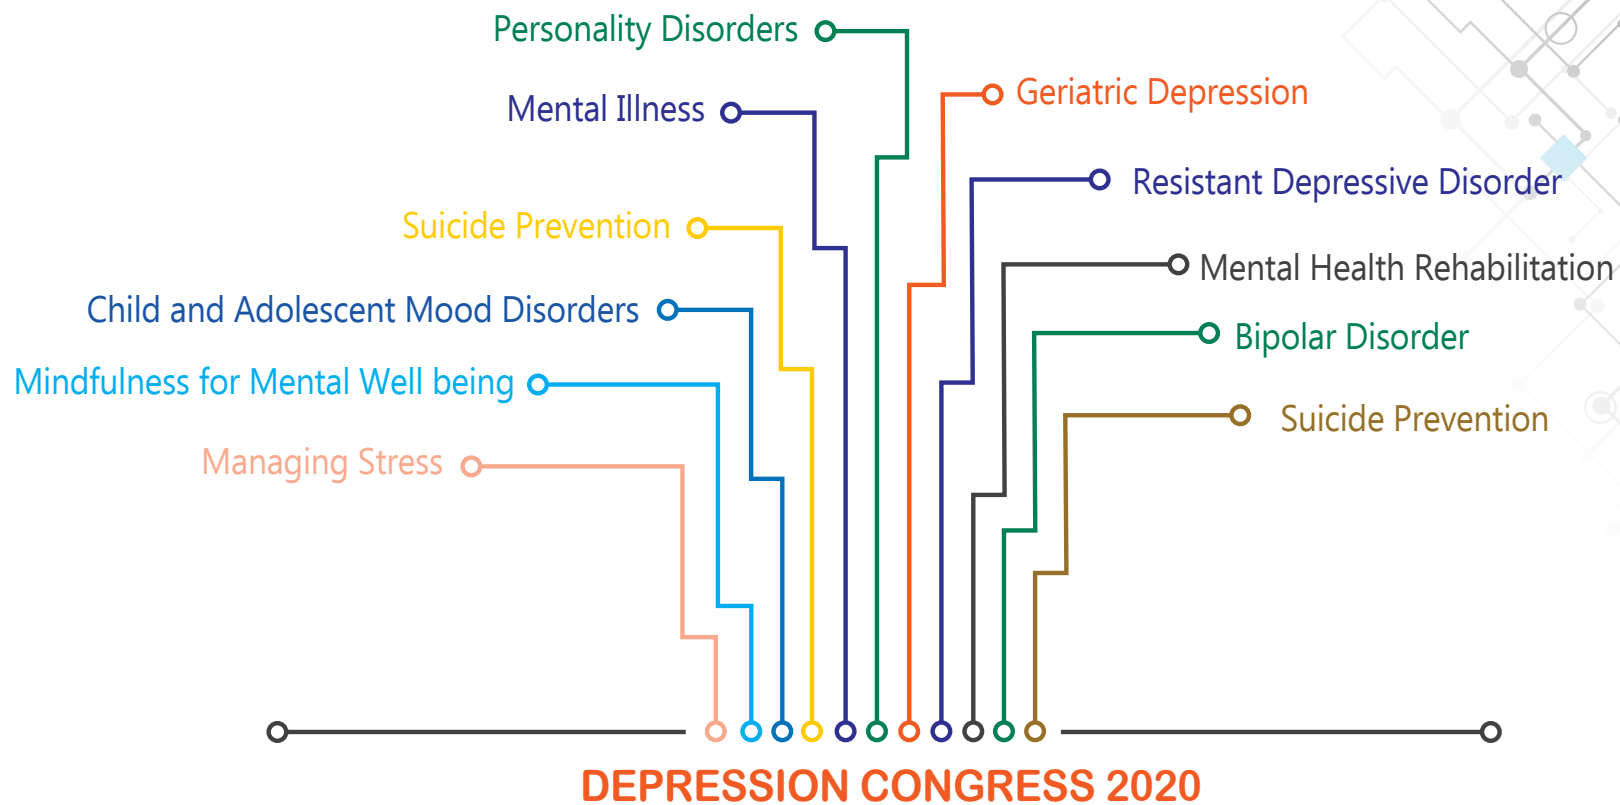 Personality Disorders
Geriatric Depression
Mental Illness
Resistant Depressive Disorder
Suicide Prevention
Mental Health Rehabilitation
Child and Adolescent Mood Disorders
Bipolar Disorder
Mindfulness for Mental Well being
Suicide Prevention
Managing Stress
DEPRESSION CONGRESS 2020